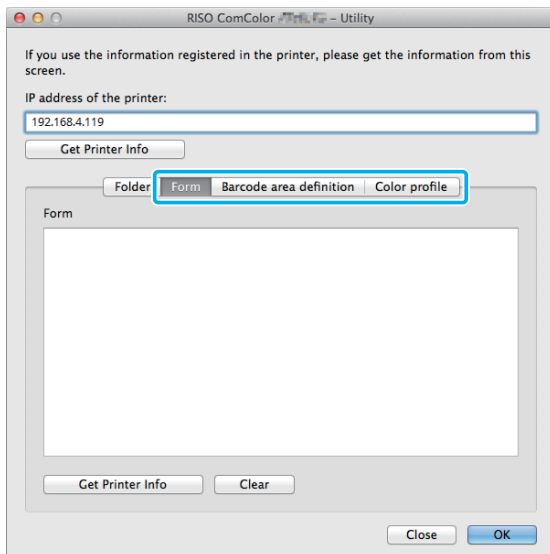 RISO ComColor – Utility
If you use the information registered in the printer, please get the information from this
screen.
IP address of the printer:
192.168.4.119
Get Printer Info
Folder Form Barcode area definition Color profile
Form
Get Printer Info Clear
Close OK